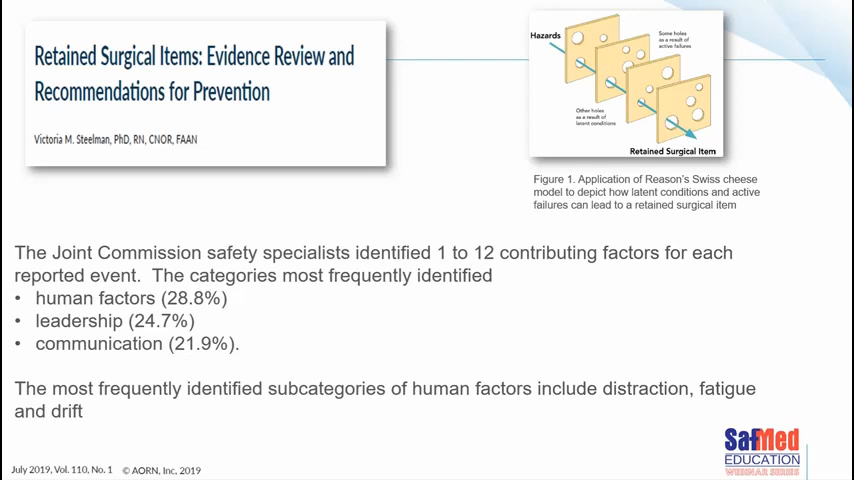 Retained Surgical Items: Evidence Review and
Recommendations for Prevention
Victoria M. Steelman, PhD, RN, CNOR, FAAN
Hazards
Some holes
as a result of
active failures
Other holes
as a result of
latent conditions
Retained Surgical Item
Figure 1. Application of Reason's Swiss cheese
model to depict how latent conditions and active
failures can lead to a retained surgical item
The Joint Commission safety specialists identified 1 to 12 contributing factors for each
reported event. The categories most frequently identified
• human factors (28.8%)
• leadership (24.7%)
• communication (21.9%).
The most frequently identified subcategories of human factors include distraction, fatigue
and drift
July 2019, Vol. 110, No. 1 © AORN, Inc, 2019
SafMed
EDUCATION
WEBINAR SERIES